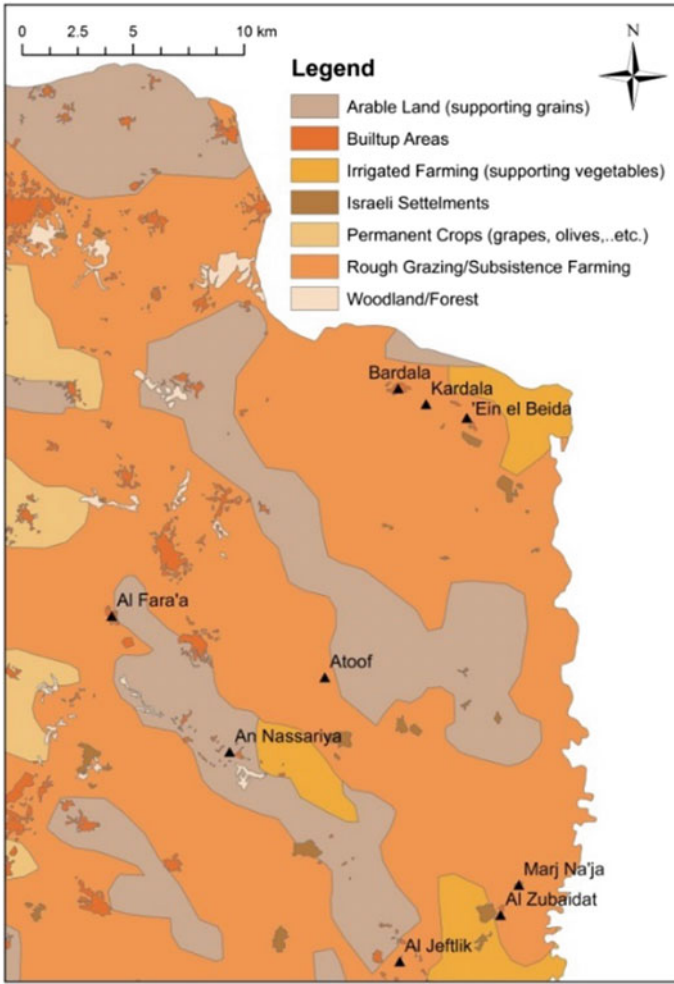 0 2.5 5 10 km
N
Legend
Arable Land (supporting grains)
Builtup Areas
Irrigated Farming (supporting vegetables)
Israeli Settelments
Permanent Crops (grapes, olives,..etc.)
Rough Grazing/Subsistence Farming
Woodland/Forest
Bardala
Kardala
'Ein el Beida
Al Fara'a
Atoof
An Nassariya
Marj Na'ja
Al Zubaidat
Al Jeftlik